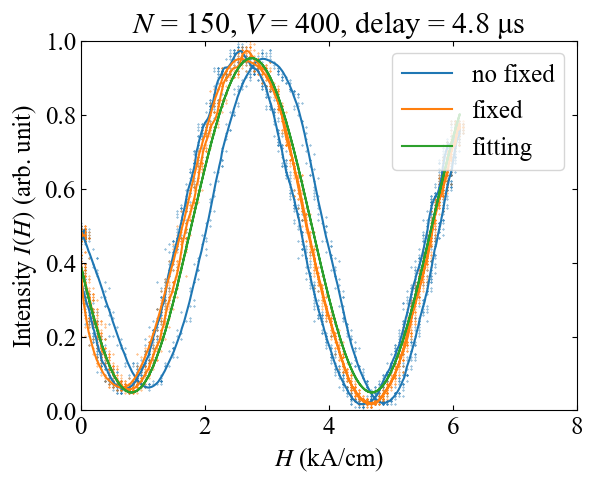 N = 150, V = 400, delay = 4.8 μs
no fixed
fixed
fitting
Intensity I(H) (arb. unit)
1.0
0.8
0.6
0.4
0.2
0.0
0 2 4 6 8
H (kA/cm)